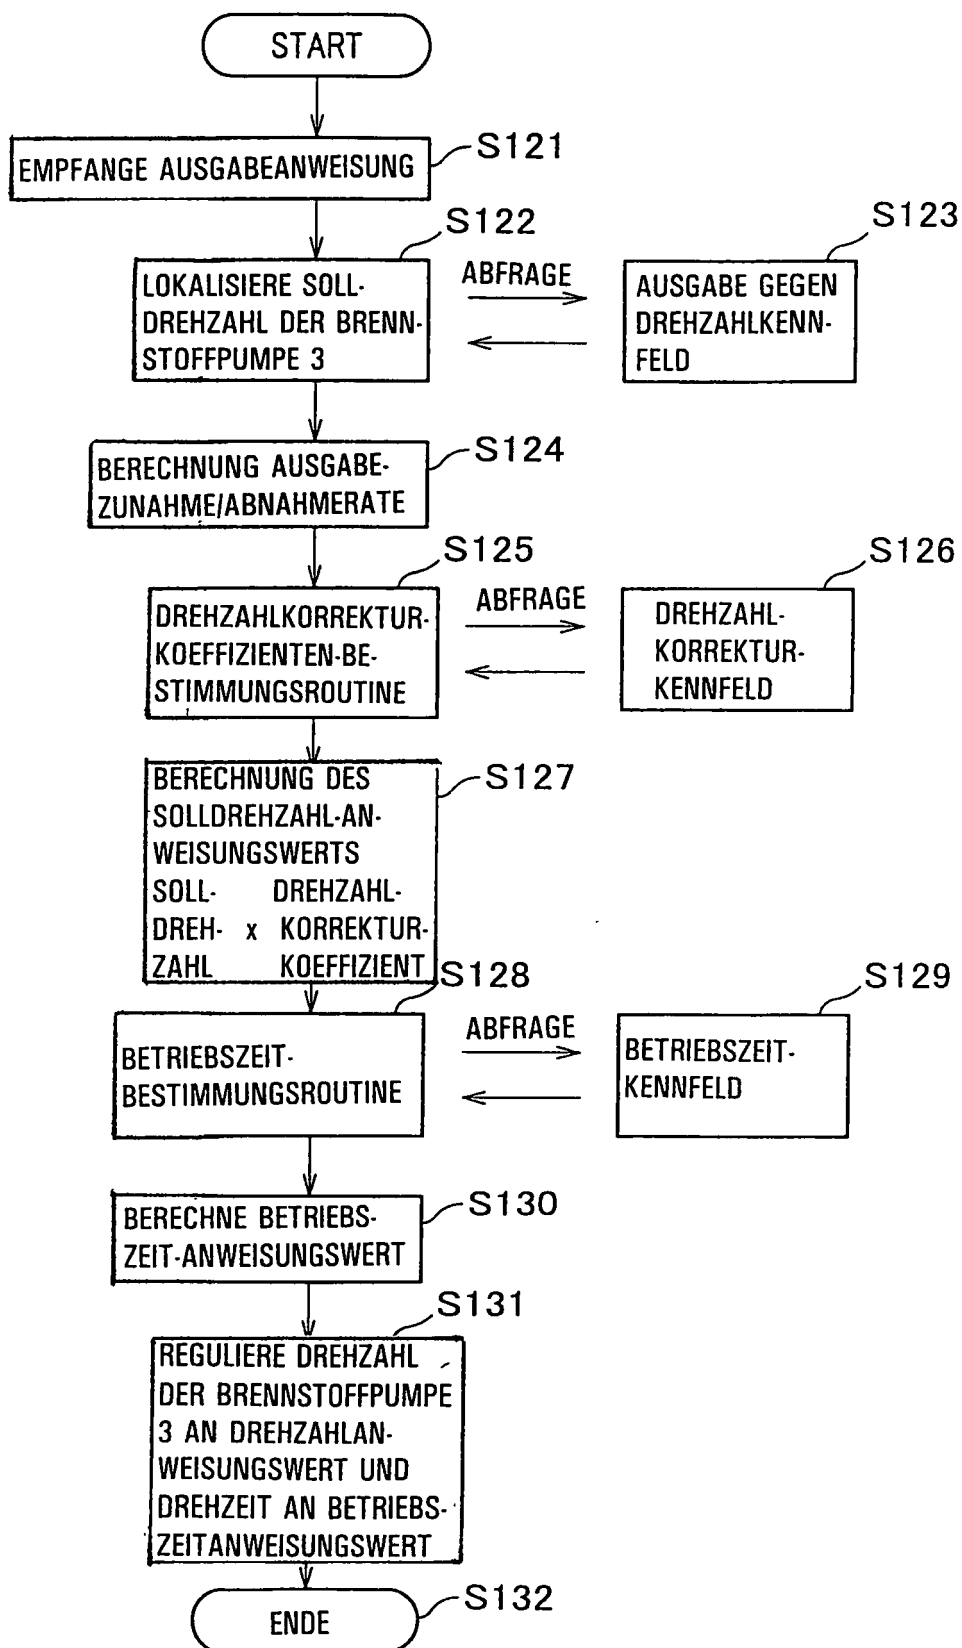 START
S121
EMPFANGE AUSGABEANWEISUNG
S122
LOKALISIERE SOLL-
DREHZAHL DER BRENN-
STOFFPUMPE 3
ABFRAGE
S123
AUSGABE GEGEN
DREHZAHLKENN-
FELD
S124
BERECHNUNG AUSGABE-
ZUNAHME/ABNAHMERATE
S125
DREHZAHLKORREKTUR-
KOEFFIZIENTEN-BE-
STIMMUNGSROUTINE
ABFRAGE
S126
DREHZAHL-
KORREKTUR-
KENNFELD
S127
BERECHNUNG DES
SOLLDREHZAHL-AN-
WEISUNGSWERTS
SOLL- DREHZAHL-
DREH- x KORREKTUR-
ZAHL KOEFFIZIENT
S128
BETRIEBSZEIT-
BESTIMMUNGSROUTINE
ABFRAGE
S129
BETRIEBSZEIT-
KENNFELD
S130
BERECHNE BETRIEBS-
ZEIT-ANWEISUNGSWERT
S131
REGULIERE DREHZAHL
DER BRENNSTOFFPUMPE
3 AN DREHZAHLAN-
WEISUNGSWERT UND
DREHZEIT AN BETRIEBS-
ZEITANWEISUNGSWERT
S132
ENDE